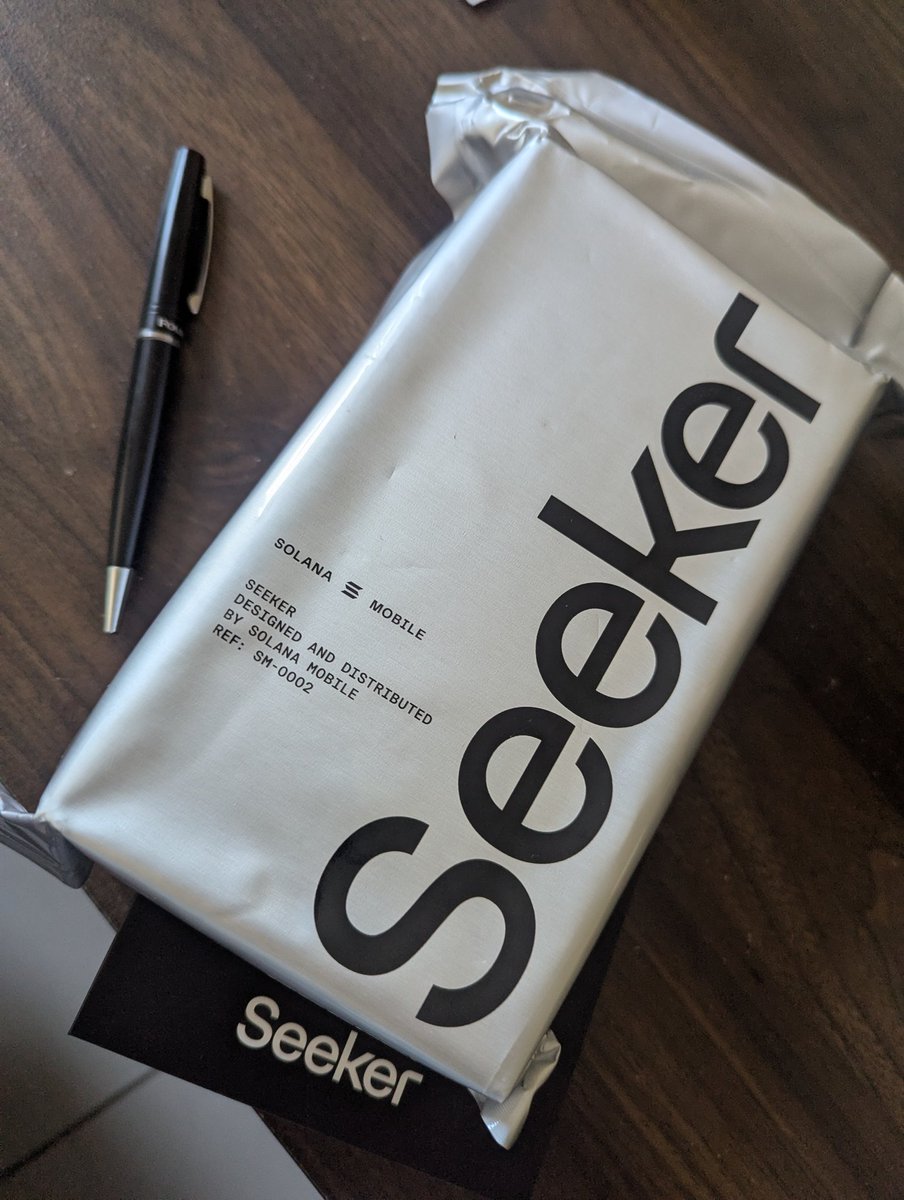 Seeker
SOLANA MOBILE
SEEKER
DESIGNED AND DISTRIBUTED
BY SOLANA MOBILE
REF: SM-0002
Seeker